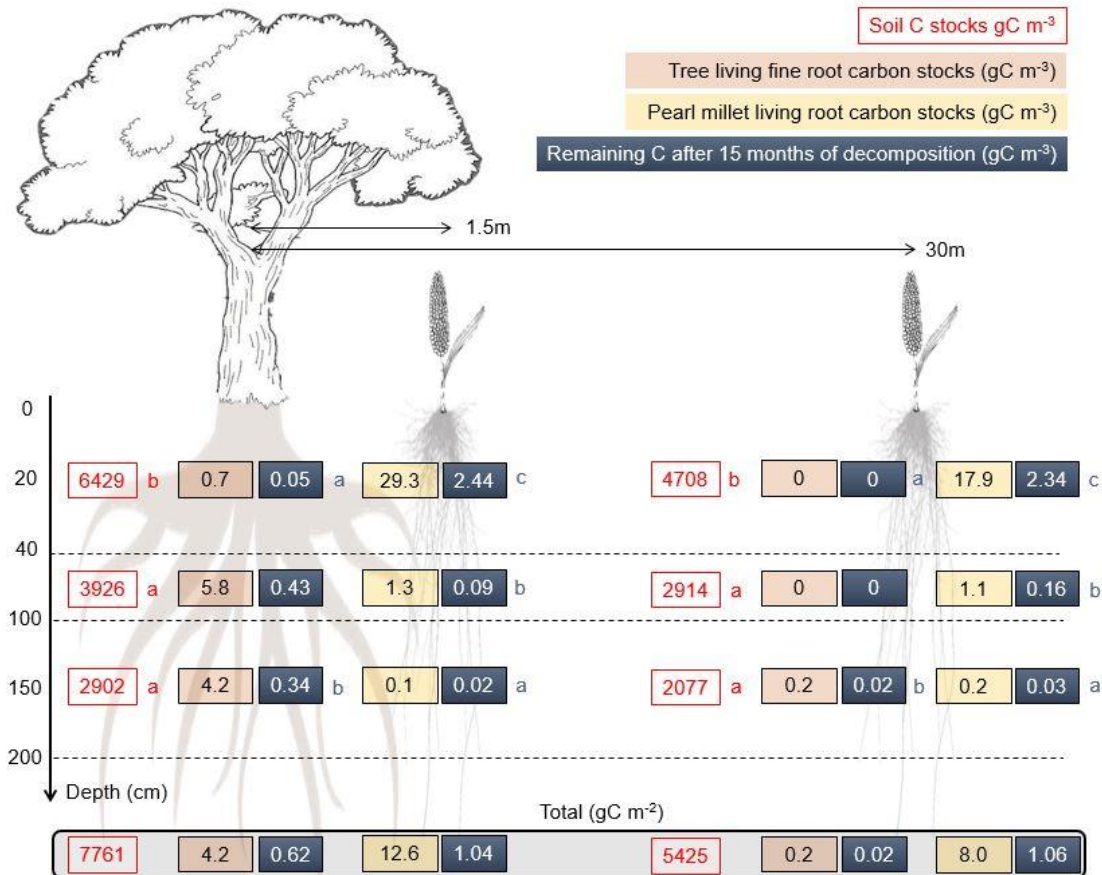 Soil C stocks gC m⁻³
Tree living fine root carbon stocks (gC m⁻³)
Pearl millet living root carbon stocks (gC m⁻³)
Remaining C after 15 months of decomposition (gC m⁻³)
1.5m
30m
0
20 6429 b 0.7 0.05 a 29.3 2.44 c 4708 b 0 0 a 17.9 2.34 c
40
3926 a 5.8 0.43 1.3 0.09 b 2914 a 0 0 1.1 0.16 b
100
150 2902 a 4.2 0.34 b 0.1 0.02 a 2077 a 0.2 0.02 b 0.2 0.03 a
200
Depth (cm)
Total (gC m⁻²)
7761 4.2 0.62 12.6 1.04 5425 0.2 0.02 8.0 1.06